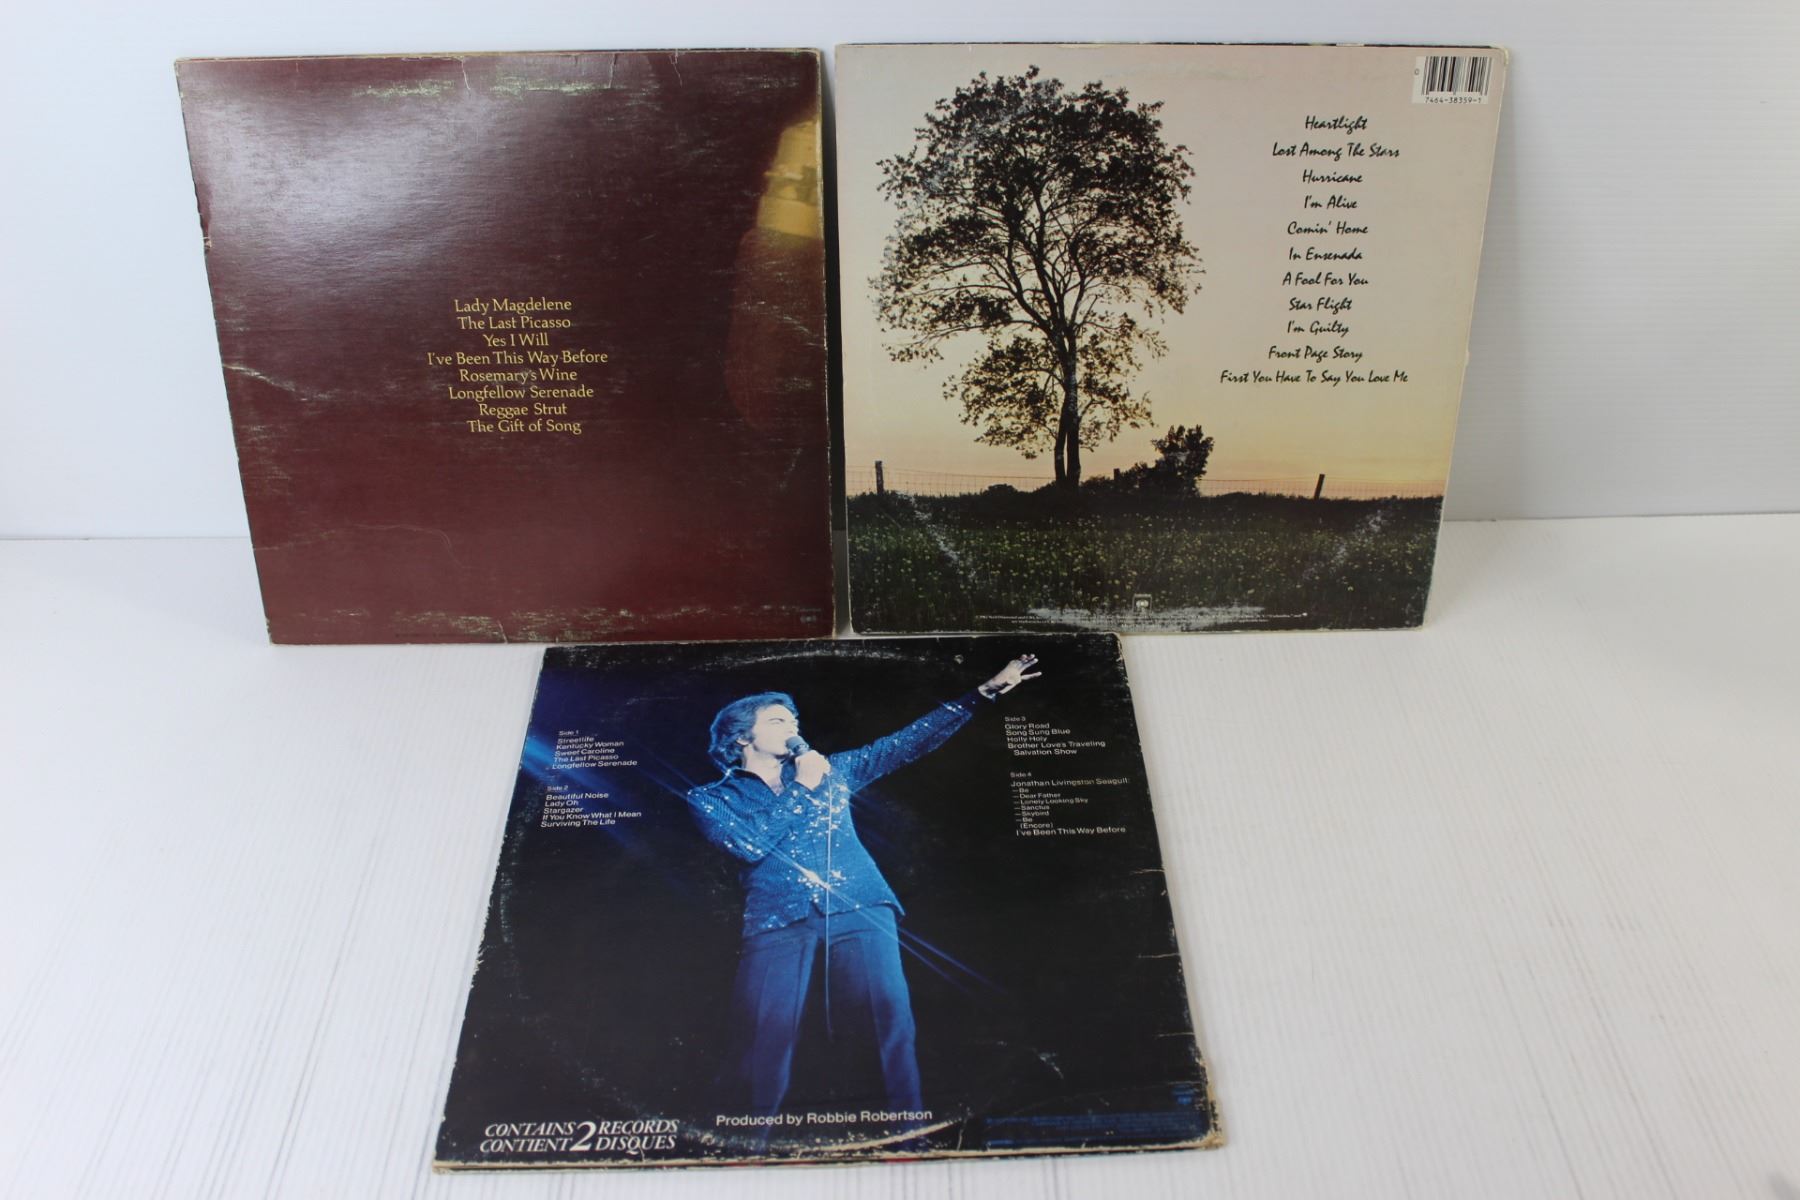 Lady Magdelene
The Last Picasso
Yes I Will
I've Been This Way Before
Rosemary's Wine
Longfellow Serenade
Reggae Strut
The Gift of Song
0
7464-38359-1
Heartlight
Lost Among The Stars
Hurricane
I'm Alive
Comin' Home
In Ensenada
A Fool For You
Star Flight
I'm Guilty
Front Page Story
First You Have To Say You Love Me
Side 1
Streetlife
Kentucky Woman
Sweet Caroline
The Last Picasso
Longfellow Serenade
Side 2
Beautiful Noise
Lady Oh
Stargazer
If You Know What I Mean
Surviving The Life
Side 3
Glory Road
Song Sung Blue
Holly Holy
Brother Love's Traveling
Salvation Show
Side 4
Jonathan Livingston Seagull:
—Be
—Dear Father
—Lonely Looking Sky
—Sanctus
—Skybird
—Be
(Encore)
I've Been This Way Before
Produced by Robbie Robertson
CONTAINS 2 RECORDS
CONTIENT DISQUES